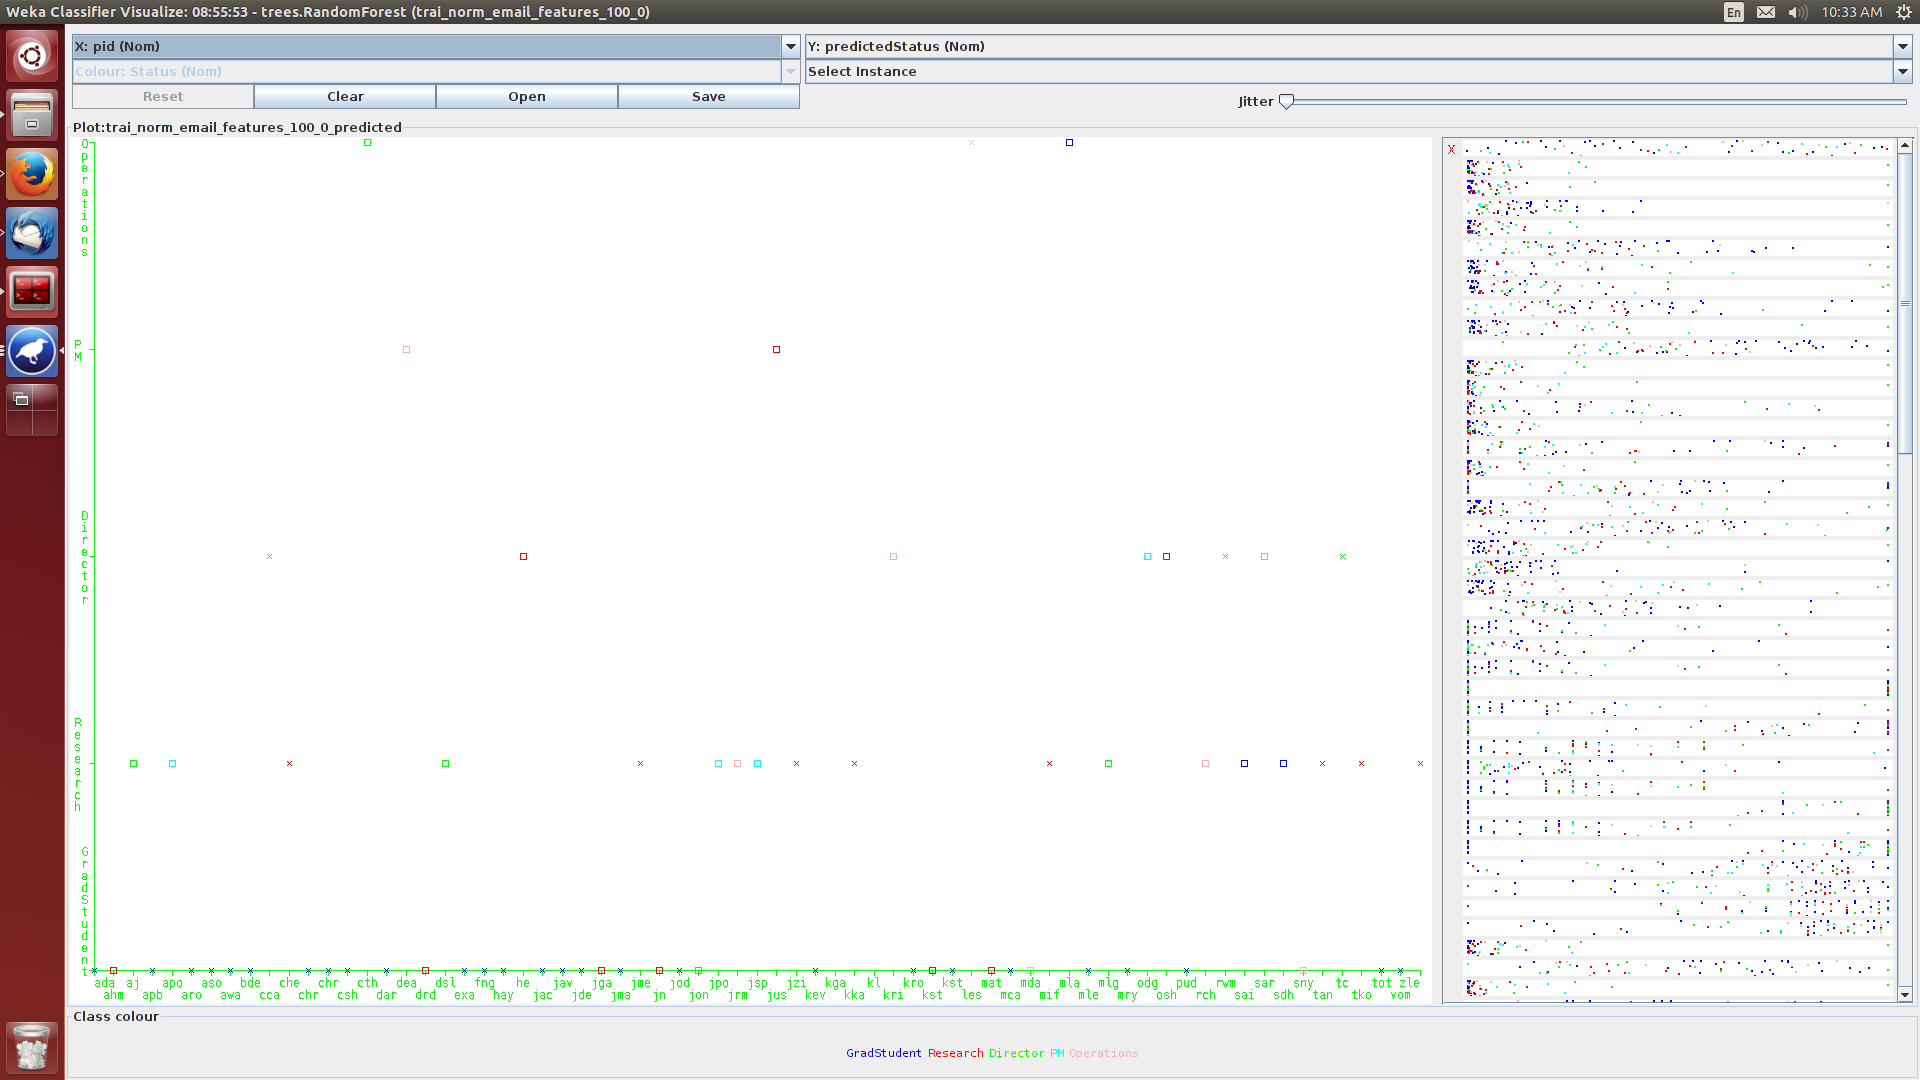 Weka Classifier Visualize: 08:55:53 - trees.RandomForest (trai_norm_email_features_100_0)
En
10:33 AM
X: pid (Nom)
Y: predictedStatus (Nom)
Colour: Status (Nom)
Select Instance
Reset
Clear
Open
Save
Jitter
Plot:trai_norm_email_features_100_0_predicted
X
Operations
PM
Director
Research
GradStudent
ada aj apo aso bde che chr cth dea dsl fng he jav jga jme jod jpo jsp jzi kga kl kro kst mat mda mla mlg odg pud rwm sar sny tc tot zle
ahm apb aro awa cca chr csh dar drd exa hay jac jde jma jn jon jrm jus kev kka kri kst les mca mif mle mry osh rch sai sdh tan tko vom
Class colour
GradStudent Research Director PM Operations